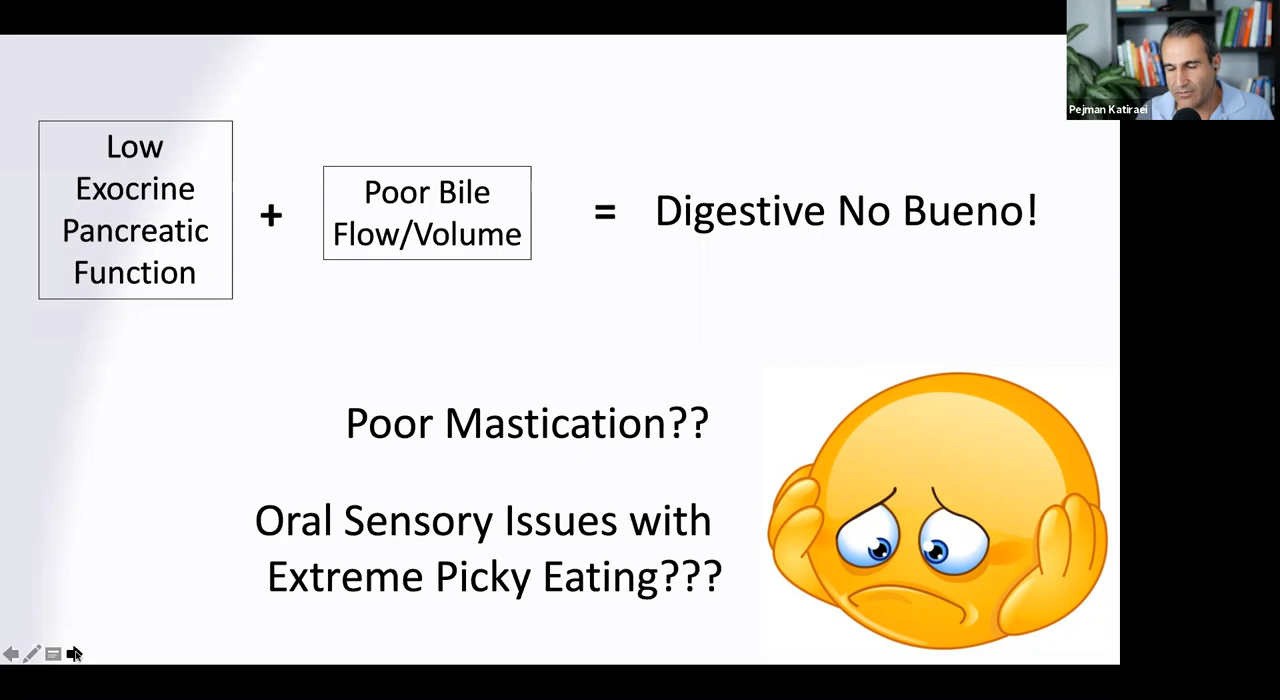 Pejman Katiraei
Low
Exocrine
Pancreatic
Function
+
Poor Bile
Flow/Volume
=
Digestive No Bueno!
Poor Mastication??
Oral Sensory Issues with
Extreme Picky Eating???